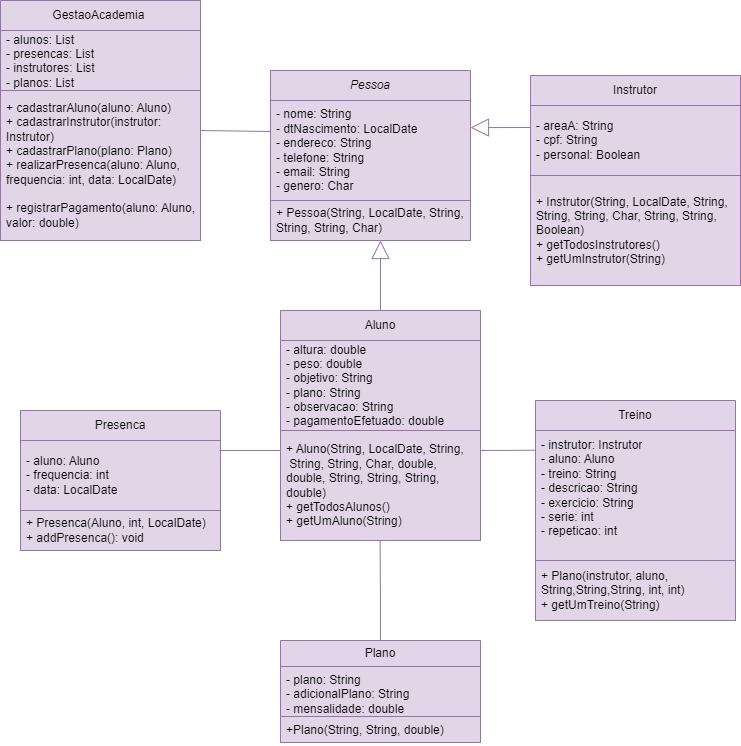 GestaoAcademia
- alunos: List
- presencas: List
- instrutores: List
- planos: List
+ cadastrarAluno(aluno: Aluno)
+ cadastrarInstrutor(instrutor:
Instrutor)
+ cadastrarPlano(plano: Plano)
+ realizarPresenca(aluno: Aluno,
frequencia: int, data: LocalDate)
+ registrarPagamento(aluno: Aluno,
valor: double)
Pessoa
- nome: String
- dtNascimento: LocalDate
- endereco: String
- telefone: String
- email: String
- genero: Char
+ Pessoa(String, LocalDate, String,
String, String, Char)
Instrutor
- areaA: String
- cpf: String
- personal: Boolean
+ Instrutor(String, LocalDate, String,
String, String, Char, String, String,
Boolean)
+ getTodosInstrutores()
+ getUmInstrutor(String)
Aluno
- altura: double
- peso: double
- objetivo: String
- plano: String
- observacao: String
- pagamentoEfetuado: double
+ Aluno(String, LocalDate, String,
String, String, Char, double,
double, String, String, String,
double)
+ getTodosAlunos()
+ getUmAluno(String)
Presenca
- aluno: Aluno
- frequencia: int
- data: LocalDate
+ Presenca(Aluno, int, LocalDate)
+ addPresenca(): void
Treino
- instrutor: Instrutor
- aluno: Aluno
- treino: String
- descricao: String
- exercicio: String
- serie: int
- repeticao: int
+ Plano(instrutor, aluno,
String,String,String, int, int)
+ getUmTreino(String)
Plano
- plano: String
- adicionalPlano: String
- mensalidade: double
+Plano(String, String, double)